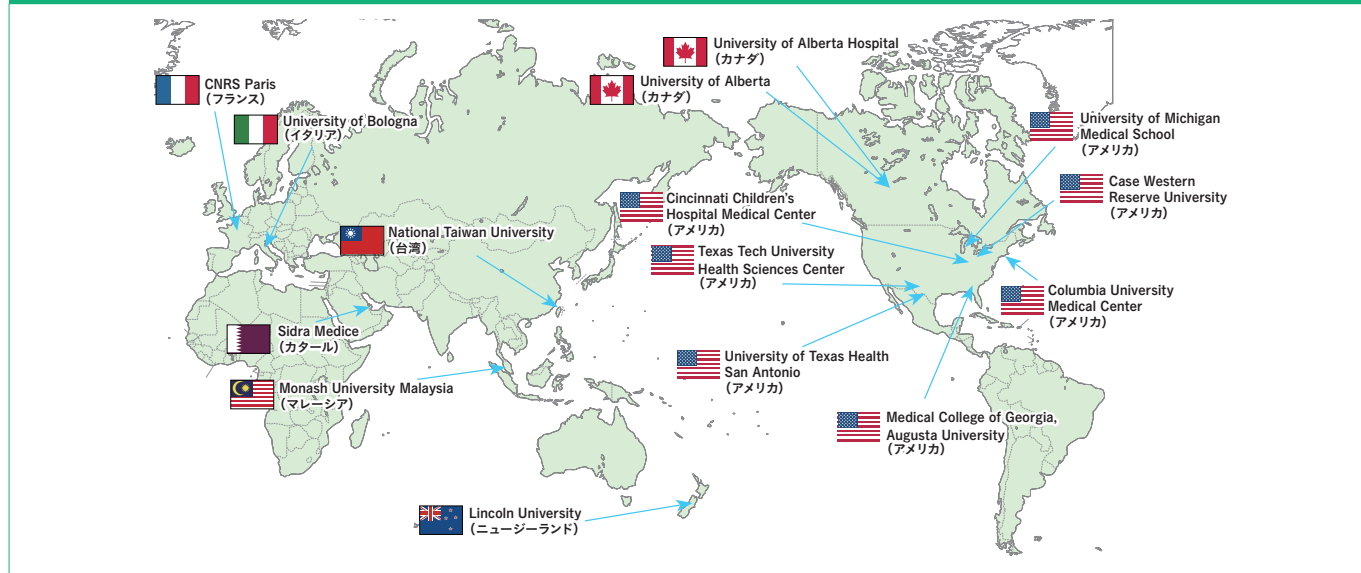 University of Alberta Hospital
（カナダ）
University of Alberta
（カナダ）
CNRS Paris
（フランス）
University of Bologna
（イタリア）
University of Michigan
Medical School
（アメリカ）
Case Western
Reserve University
（アメリカ）
Cincinnati Children's
Hospital Medical Center
（アメリカ）
National Taiwan University
（台湾）
Texas Tech University
Health Sciences Center
（アメリカ）
Columbia University
Medical Center
（アメリカ）
Sidra Medice
（カタール）
University of Texas Health
San Antonio
（アメリカ）
Monash University Malaysia
（マレーシア）
Medical College of Georgia,
Augusta University
（アメリカ）
Lincoln University
（ニュージーランド）